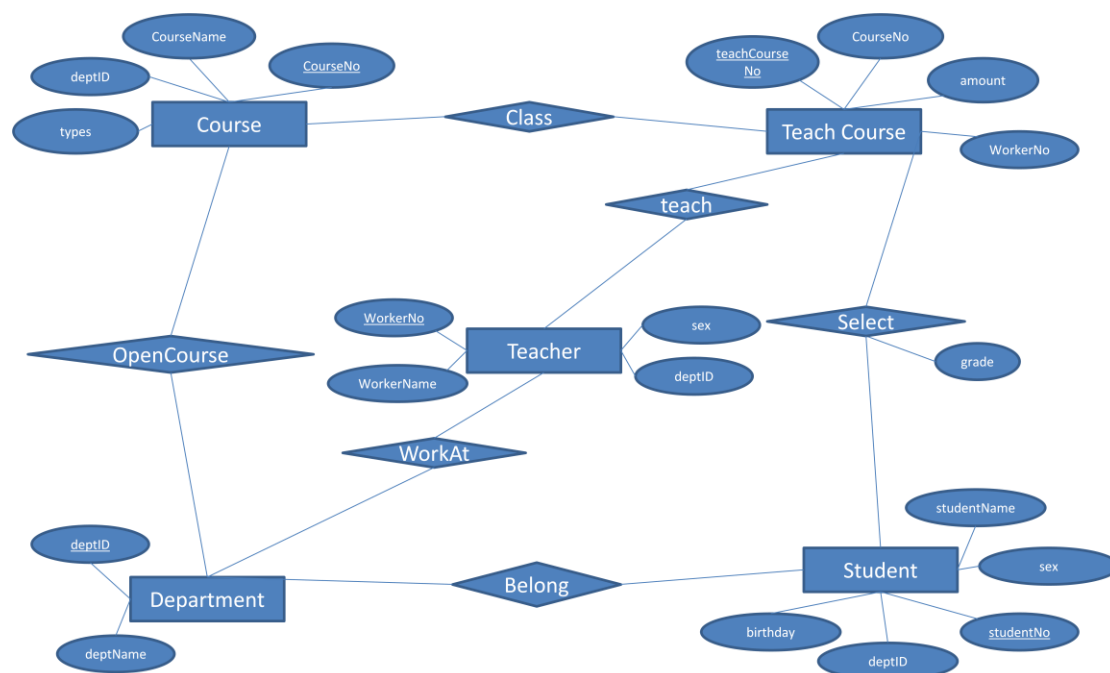 CourseName
CourseNo
deptID
CourseNo
teachCourse
No
amount
types
Course
Class
Teach Course
WorkerNo
teach
WorkerNo
sex
Select
OpenCourse
Teacher
grade
WorkerName
deptID
WorkAt
studentName
deptID
Student
sex
Department
Belong
birthday
studentNo
deptName
deptID